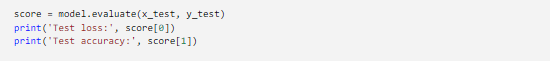 score = model.evaluate(x_test, y_test)
print('Test loss:', score[0])
print('Test accuracy:', score[1])